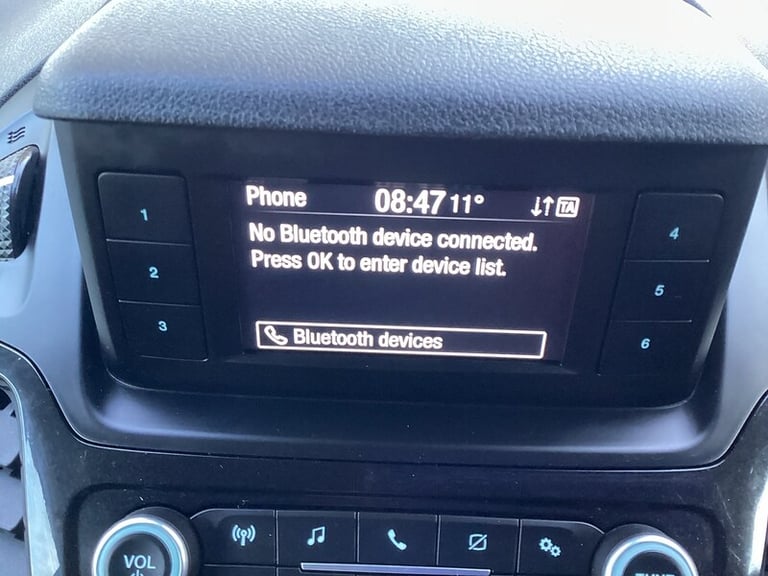 Phone 08:47 11° TA
No Bluetooth device connected.
Press OK to enter device list.
Bluetooth devices
1
2
3
4
5
6
VOL